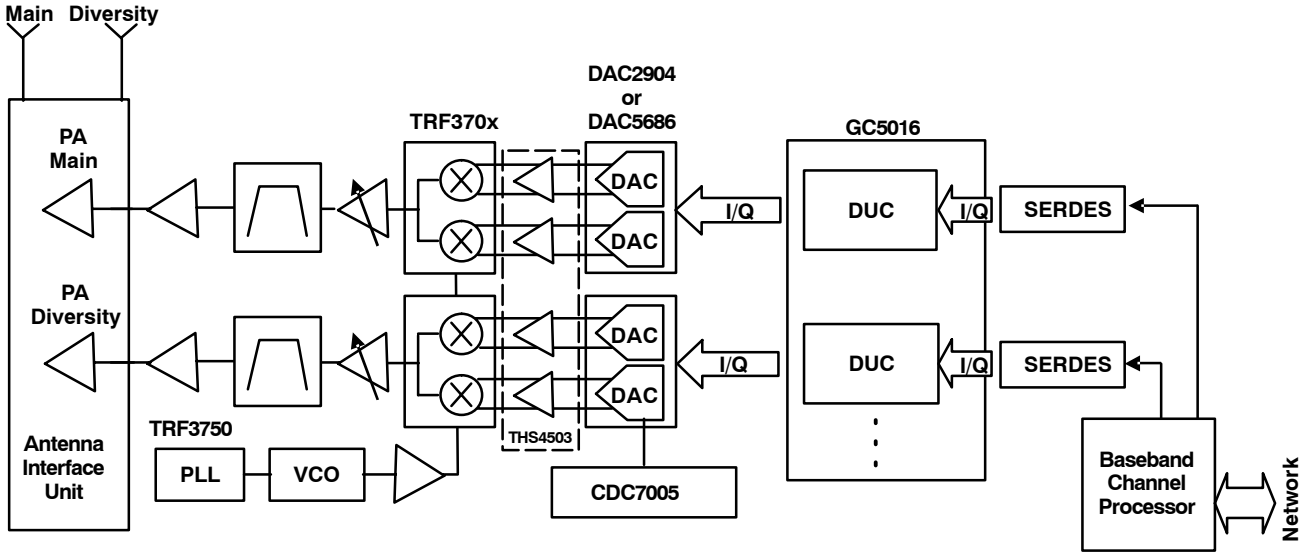 Main Diversity
DAC2904
or
DAC5686
TRF370x
GC5016
PA
Main
DAC
DAC
I/Q
DUC
I/Q
SERDES
PA
Diversity
DAC
DAC
I/Q
DUC
I/Q
SERDES
TRF3750
THS4503
Antenna
Interface
Unit
PLL
VCO
CDC7005
Baseband
Channel
Processor
Network